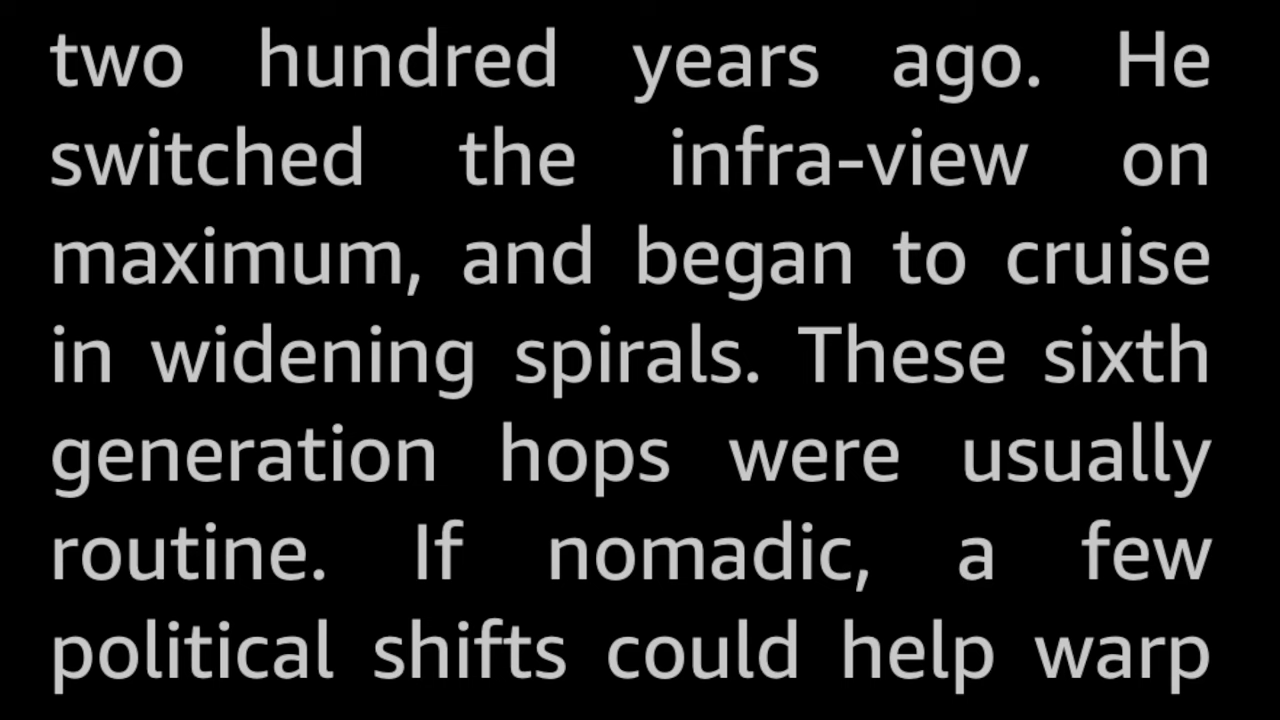 two hundred years ago. He
switched the infra-view on
maximum, and began to cruise
in widening spirals. These sixth
generation hops were usually
routine. If nomadic, a few
political shifts could help warp